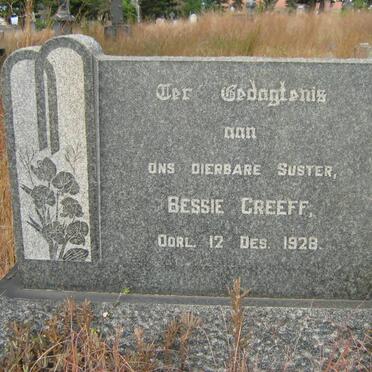 Ter Gedagtenis
aan
ONS DIERBARE SUSTER,
BESSIE GREEFF,
OORL. 12 DES. 1928.